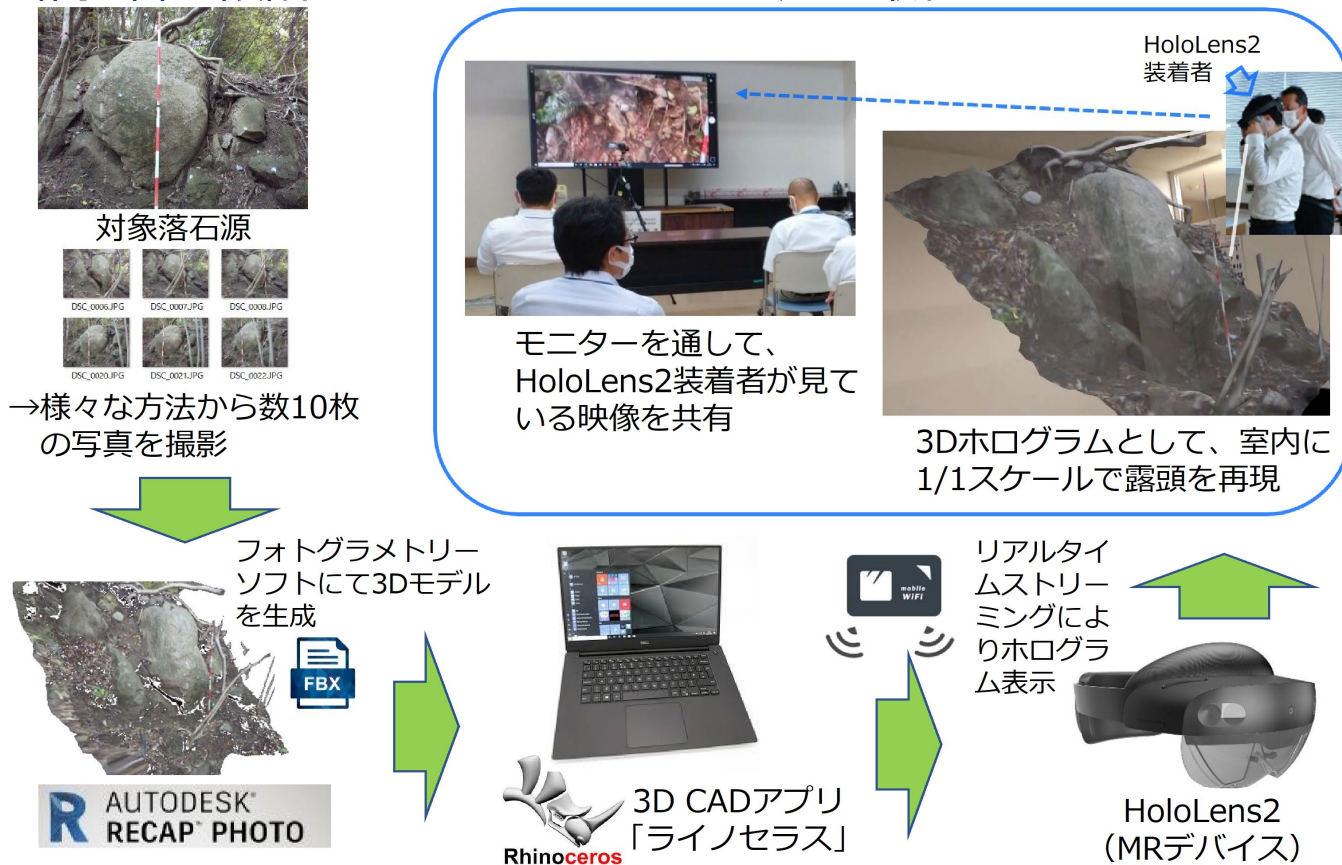 対象落石源
DSC_0006.JPG
DSC_0007.JPG
DSC_0008.JPG
DSC_0020.JPG
DSC_0021.JPG
DSC_0022.JPG
→様々な方法から数10枚
の写真を撮影
HoloLens2
装着者
モニターを通して、
HoloLens2装着者が見て
いる映像を共有
3Dホログラムとして、室内に
1/1スケールで露頭を再現
フォトグラメトリー
ソフトにて3Dモデル
を生成
FBX
AUTODESK®
R RECAP™ PHOTO
DELL
Rhinoceros
3D CADアプリ
「ライノセラス」
mobile
WiFi
リアルタイ
ムストリー
ミングによ
りホログラ
ム表示
HoloLens2
（MRデバイス）